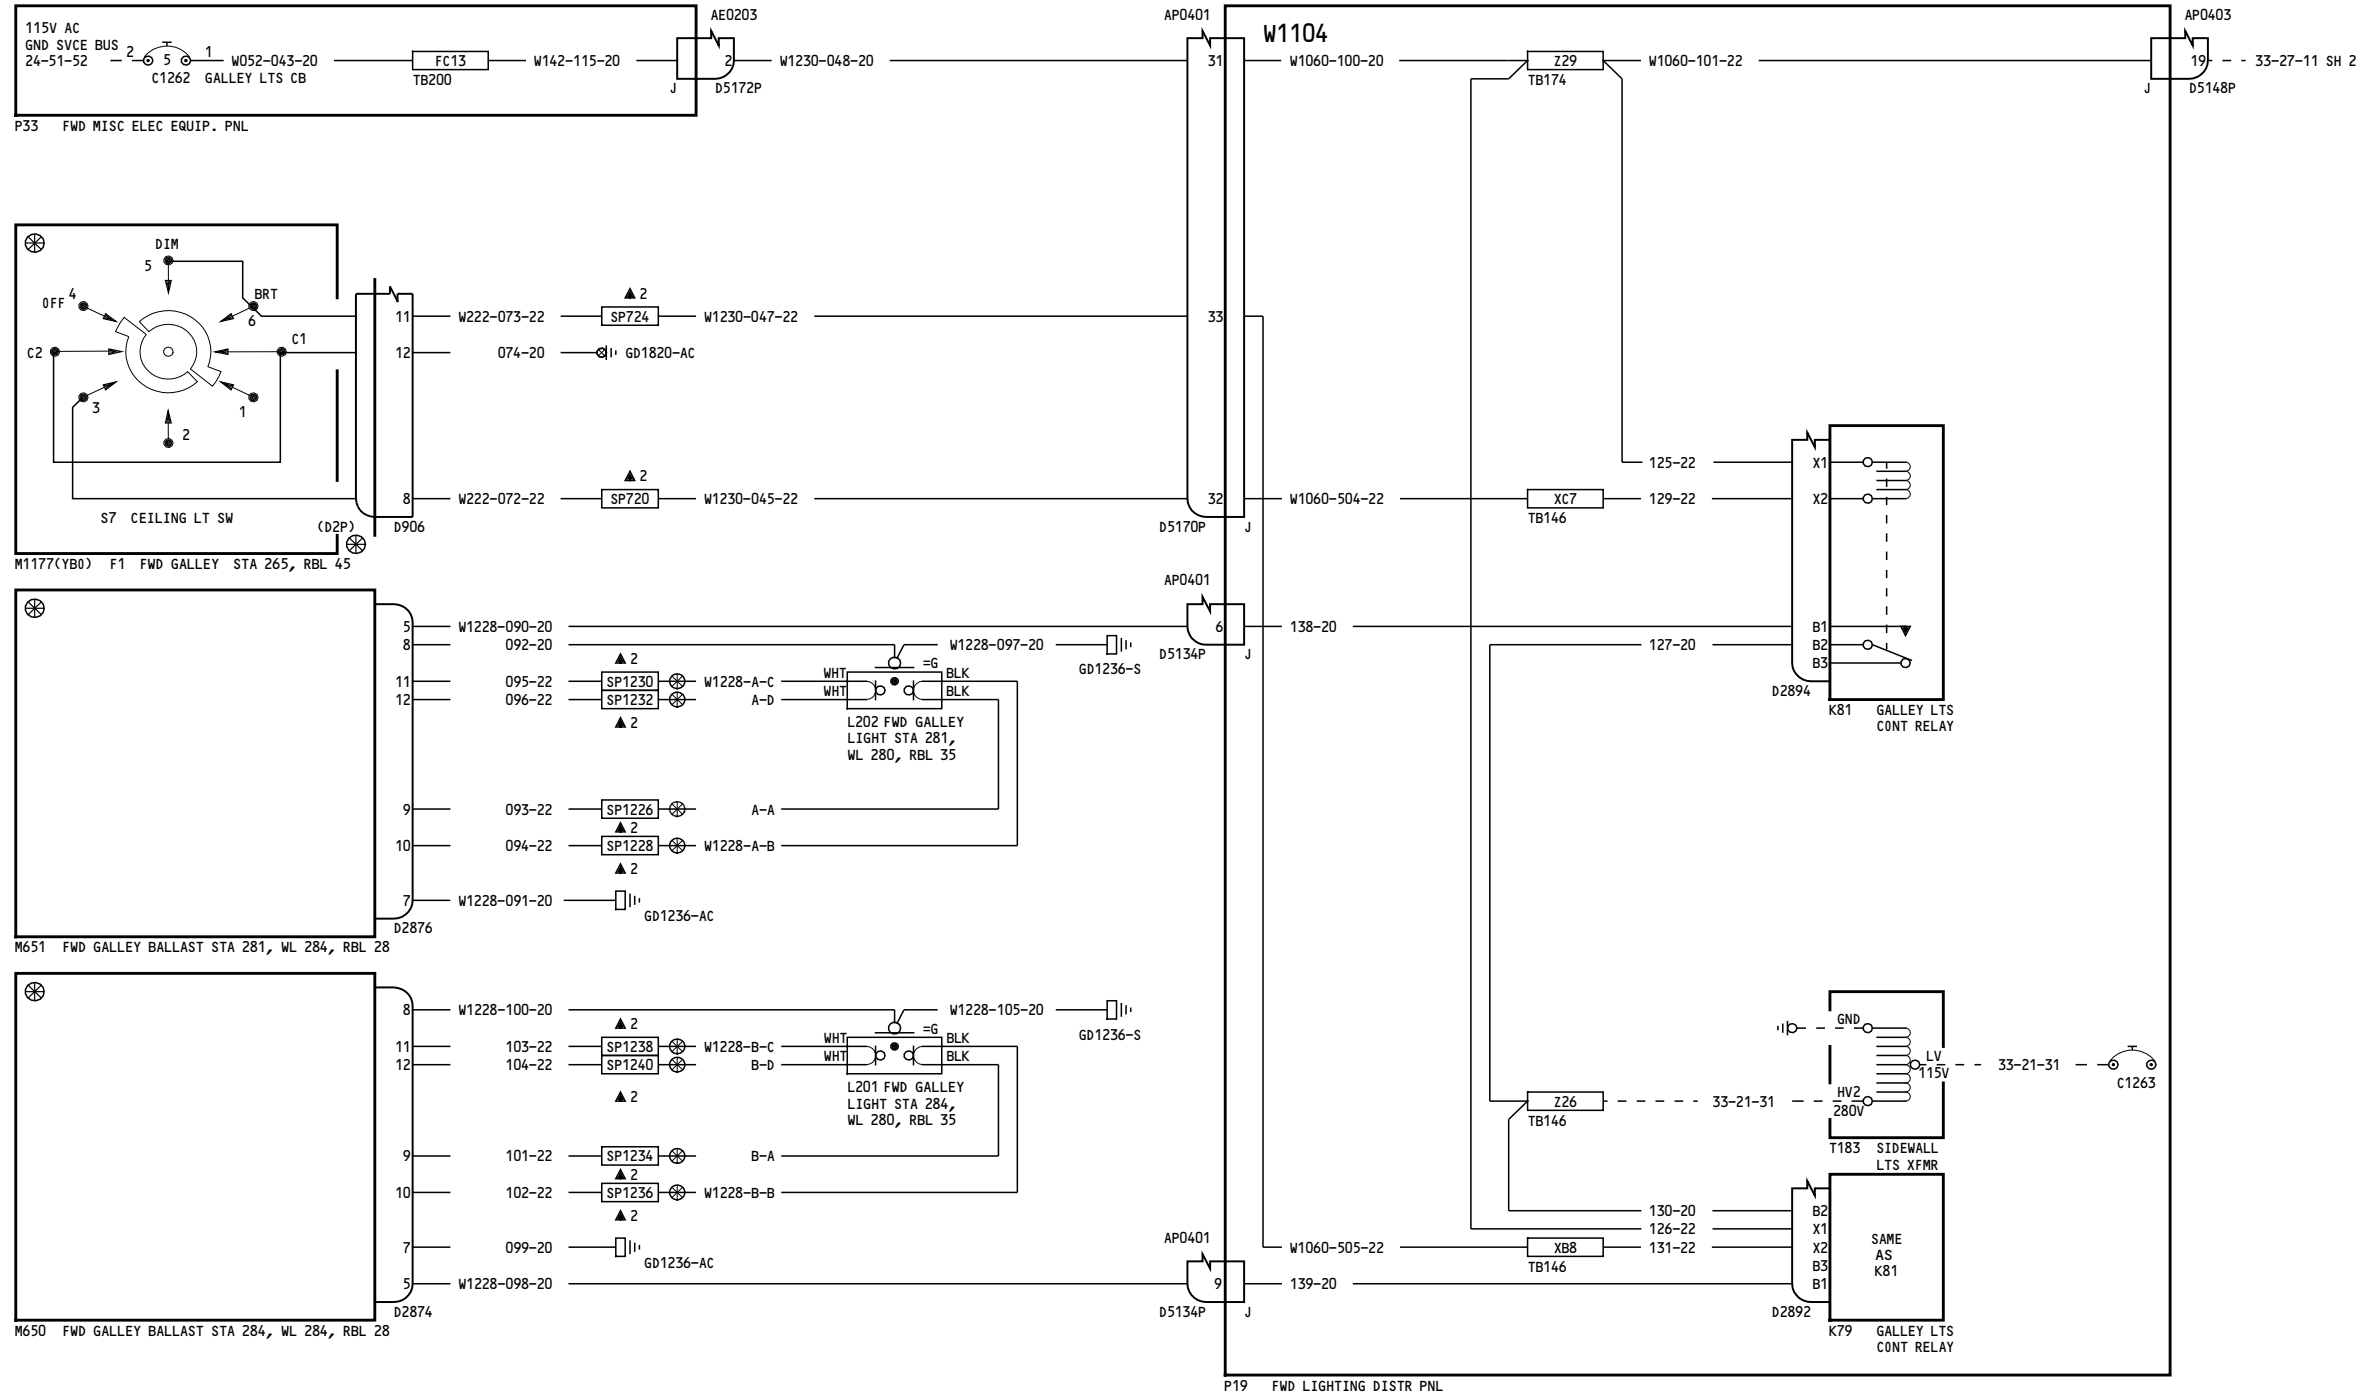 115V AC
GND SVCE BUS
24-51-52
2
5
1
C1262 GALLEY LTS CB
W052-043-20
FC13
TB200
W142-115-20
AE0203
2
J
D5172P
W1230-048-20
P33 FWD MISC ELEC EQUIP. PNL
AP0401
31
W1104
W1060-100-20
Z29
TB174
W1060-101-22
AP0403
19
J
D5148P
33-27-11 SH 2
DIM
5
OFF 4
BRT
6
C2
C1
3
1
2
S7 CEILING LT SW
(D2P)
D906
M1177(YB0) F1 FWD GALLEY STA 265, RBL 45
11
W222-073-22
▲ 2
SP724
W1230-047-22
33
12
074-20
GD1820-AC
8
W222-072-22
▲ 2
SP720
W1230-045-22
32
D5170P
J
W1060-504-22
XC7
TB146
125-22
129-22
X1
X2
B1
B2
B3
D2894
K81 GALLEY LTS
CONT RELAY
AP0401
6
D5134P
J
138-20
127-20
5
W1228-090-20
8
092-20
W1228-097-20
GD1236-S
▲ 2
11
095-22
SP1230
W1228-A-C
WHT
=G
BLK
12
096-22
SP1232
A-D
WHT
BLK
▲ 2
L202 FWD GALLEY
LIGHT STA 281,
WL 280, RBL 35
9
093-22
SP1226
A-A
▲ 2
10
094-22
SP1228
W1228-A-B
▲ 2
7
W1228-091-20
GD1236-AC
D2876
M651 FWD GALLEY BALLAST STA 281, WL 284, RBL 28
8
W1228-100-20
W1228-105-20
GD1236-S
▲ 2
11
103-22
SP1238
W1228-B-C
WHT
=G
BLK
12
104-22
SP1240
B-D
WHT
BLK
▲ 2
L201 FWD GALLEY
LIGHT STA 284,
WL 280, RBL 35
9
101-22
SP1234
B-A
▲ 2
10
102-22
SP1236
W1228-B-B
▲ 2
7
099-20
GD1236-AC
5
W1228-098-20
D2874
M650 FWD GALLEY BALLAST STA 284, WL 284, RBL 28
AP0401
9
D5134P
J
GND
LV
115V
33-21-31
C1263
Z26
TB146
33-21-31
HV2
280V
T183 SIDEWALL
LTS XFMR
130-20
126-22
W1060-505-22
XB8
TB146
131-22
139-20
B2
X1
X2
B3
B1
SAME
AS
K81
D2892
K79 GALLEY LTS
CONT RELAY
P19 FWD LIGHTING DISTR PNL